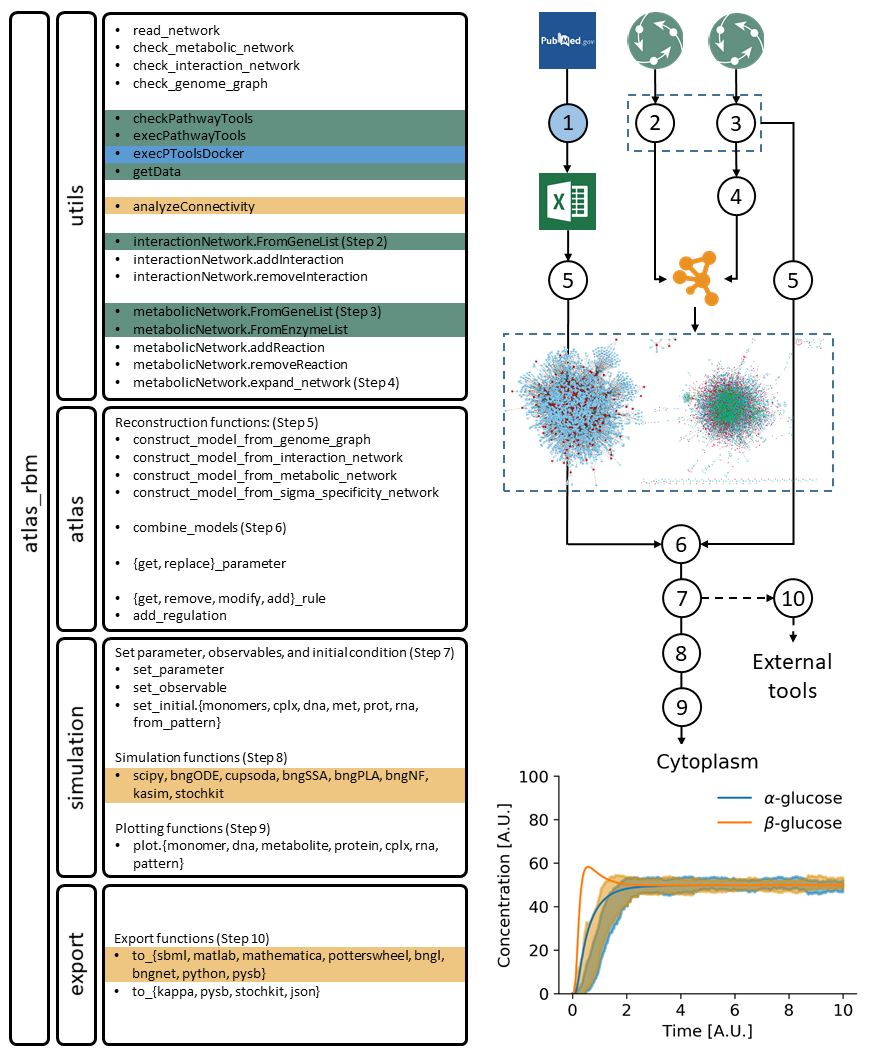 atlas_rbm
utils
read_network
check_metabolic_network
check_interaction_network
check_genome_graph
checkPathwayTools
execPathwayTools
execPToolsDocker
getData
analyzeConnectivity
interactionNetwork.FromGeneList (Step 2)
interactionNetwork.addInteraction
interactionNetwork.removeInteraction
metabolicNetwork.FromGeneList (Step 3)
metabolicNetwork.FromEnzymeList
metabolicNetwork.addReaction
metabolicNetwork.removeReaction
metabolicNetwork.expand_network (Step 4)
atlas
Reconstruction functions: (Step 5)
construct_model_from_genome_graph
construct_model_from_interaction_network
construct_model_from_metabolic_network
construct_model_from_sigma_specificity_network
combine_models (Step 6)
{get, replace}_parameter
{get, remove, modify, add}_rule
add_regulation
simulation
Set parameter, observables, and initial condition (Step 7)
set_parameter
set_observable
set_initial.{monomers, cplx, dna, met, prot, rna,
from_pattern}
Simulation functions (Step 8)
scipy, bngODE, cupsoda, bngSSA, bngPLA, bngNF,
kasim, stochkit
Plotting functions (Step 9)
plot.{monomer, dna, metabolite, protein, cplx, rna,
pattern}
export
Export functions (Step 10)
to_{sbml, matlab, mathematica, potterswheel, bngl,
bngnet, python, pysb}
to_{kappa, pysb, stochkit, json}
PubMed.gov
1
2
3
X
4
5
5
6
7
10
8
External
tools
9
Cytoplasm
100
80
60
40
20
0
Concentration [A.U.]
α-glucose
β-glucose
0
2
4
6
8
10
Time [A.U.]